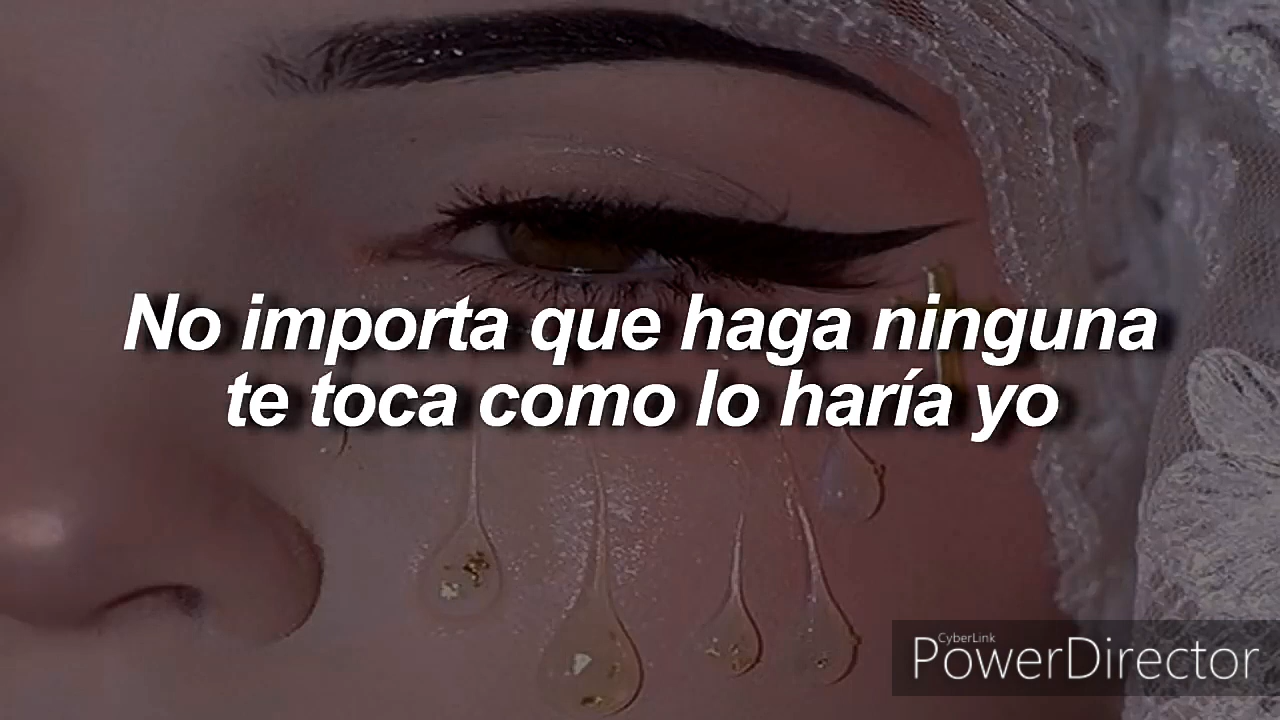 No importa que haga ninguna
te toca como lo haría yo
CyberLink
PowerDirector